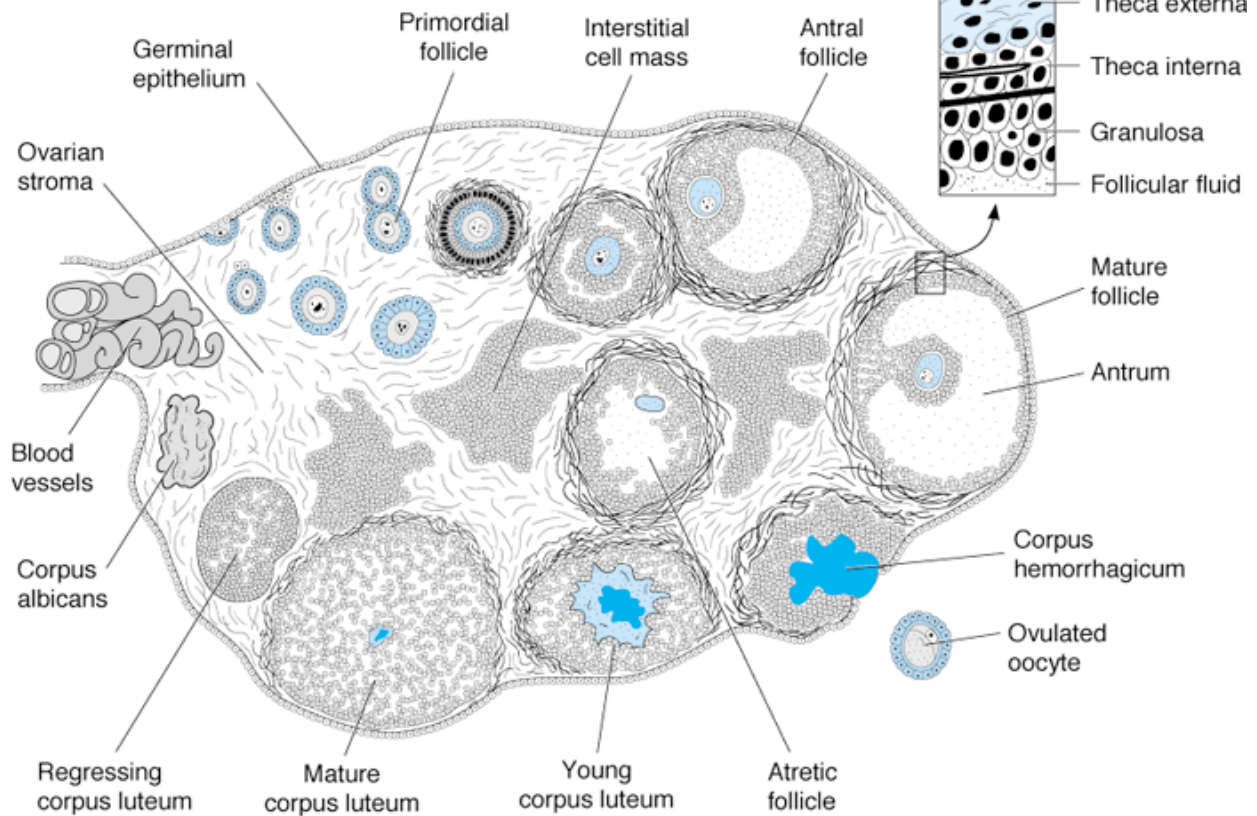 Theca externa
Primordial
follicle
Interstitial
cell mass
Antral
follicle
Germinal
epithelium
Theca interna
Granulosa
Ovarian
stroma
Follicular fluid
Mature
follicle
Antrum
Blood
vessels
Corpus
albicans
Corpus
hemorrhagicum
Ovulated
oocyte
Regressing
corpus luteum
Mature
corpus luteum
Young
corpus luteum
Atretic
follicle